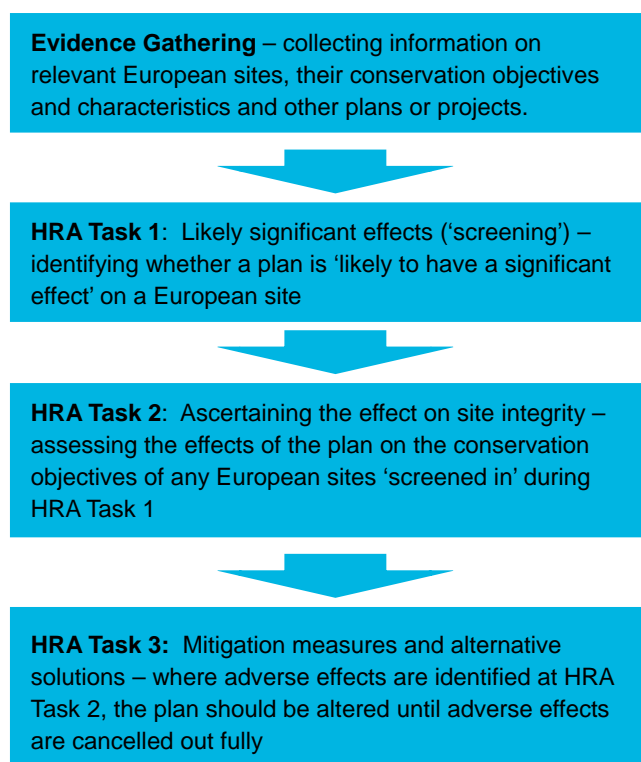 Evidence Gathering – collecting information on
relevant European sites, their conservation objectives
and characteristics and other plans or projects.
HRA Task 1:  Likely significant effects (‘screening’) –
identifying whether a plan is ‘likely to have a significant
effect’ on a European site
HRA Task 2:  Ascertaining the effect on site integrity –
assessing the effects of the plan on the conservation
objectives of any European sites ‘screened in’ during
HRA Task 1
HRA Task 3:  Mitigation measures and alternative
solutions – where adverse effects are identified at HRA
Task 2, the plan should be altered until adverse effects
are cancelled out fully